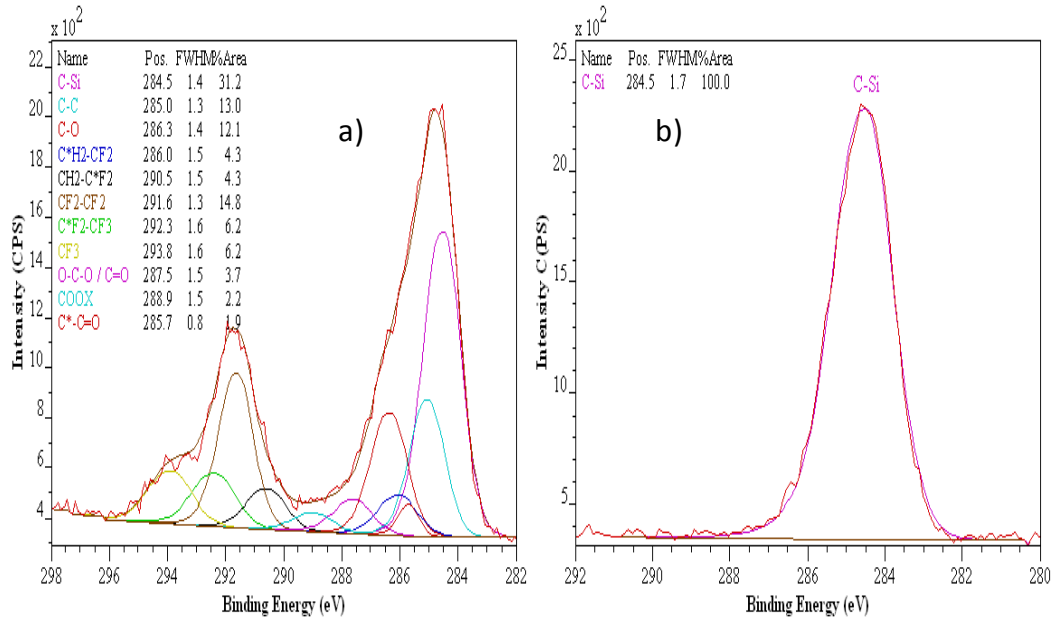 x 10²
22
20
18
16
14
12
10
8
6
4
Intensity (CPS)
Name Pos. FWHM%Area
C-Si 284.5 1.4 31.2
C-C 285.0 1.3 13.0
C-O 286.3 1.4 12.1
C*H2-CF2 286.0 1.5 4.3
CH2-C*F2 290.5 1.5 4.3
CF2-CF2 291.6 1.3 14.8
C*F2-CF3 292.3 1.6 6.2
CF3 293.8 1.6 6.2
O-C-O / C=O 287.5 1.5 3.7
COOX 288.9 1.5 2.2
C*-C=O 285.7 0.8 1.9
a)
298 296 294 292 290 288 286 284 282
Binding Energy (eV)
x 10²
25
20
15
10
5
Intensity C(PS)
Name Pos. FWHM%Area
C-Si 284.5 1.7 100.0
C-Si
b)
292 290 288 286 284 282 280
Binding Energy (eV)